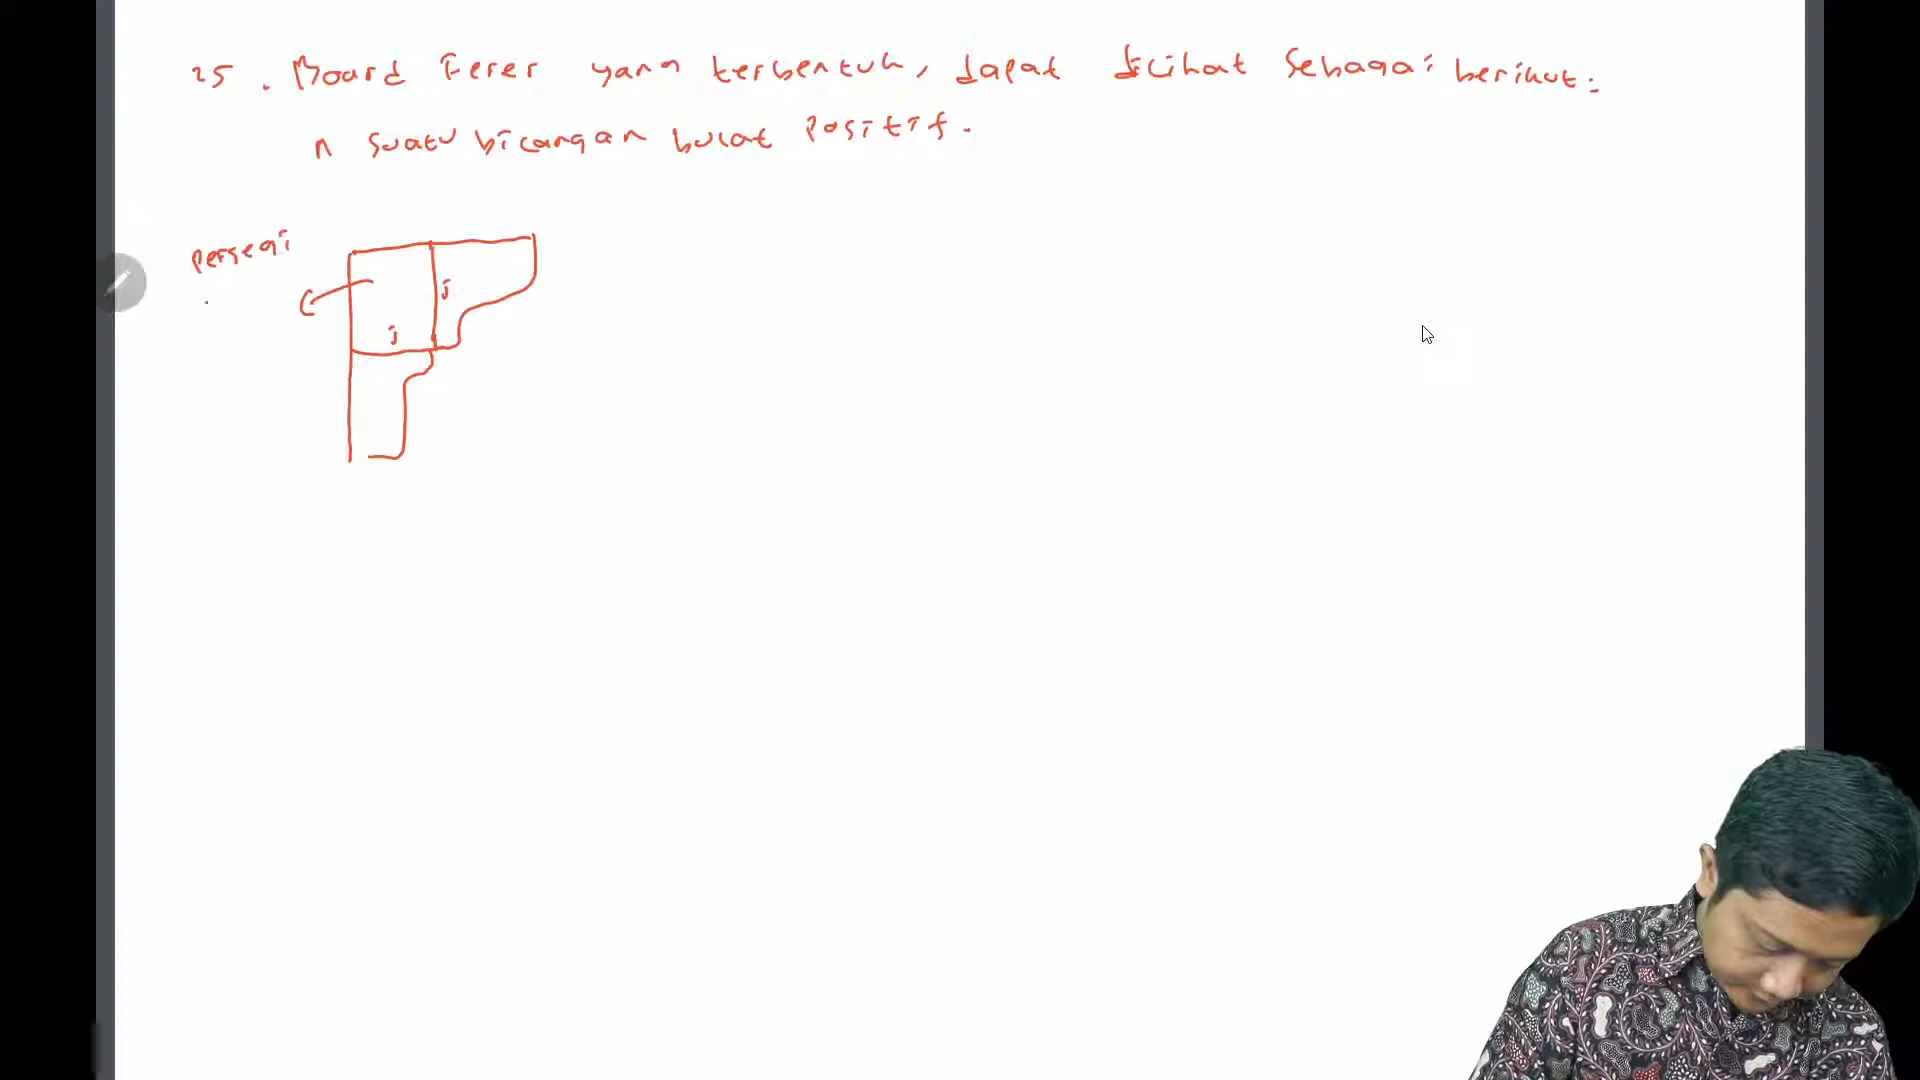 25. Board Ferer yang terbentuk, dapat dilihat sebagai berikut:
n suatu bilangan bulat positif.
persegi
j
j